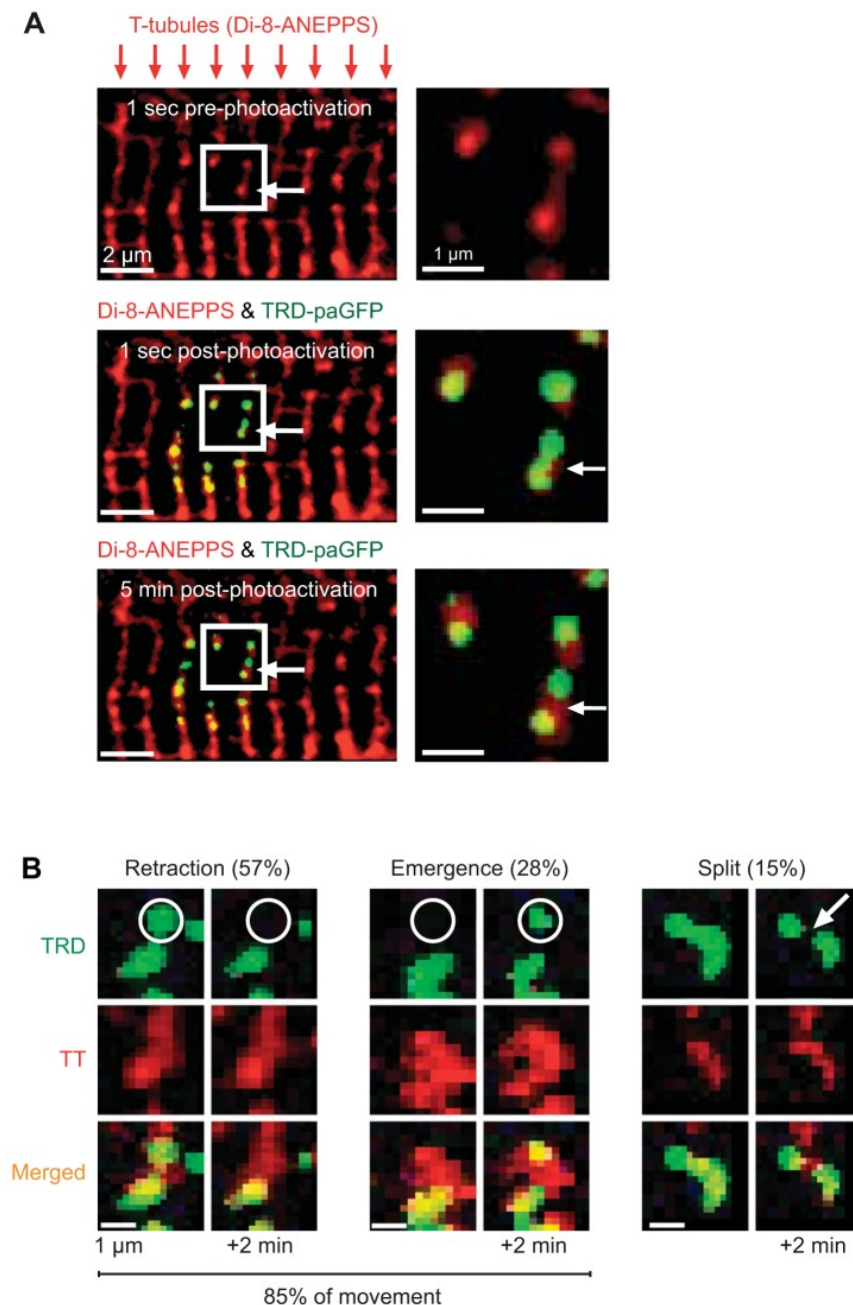 A
T-tubules (Di-8-ANEPPS)
1 sec pre-photoactivation
2 μm
1 μm
Di-8-ANEPPS & TRD-paGFP
1 sec post-photoactivation
Di-8-ANEPPS & TRD-paGFP
5 min post-photoactivation
B
Retraction (57%)
Emergence (28%)
Split (15%)
TRD
TT
Merged
1 μm
+2 min
+2 min
+2 min
85% of movement